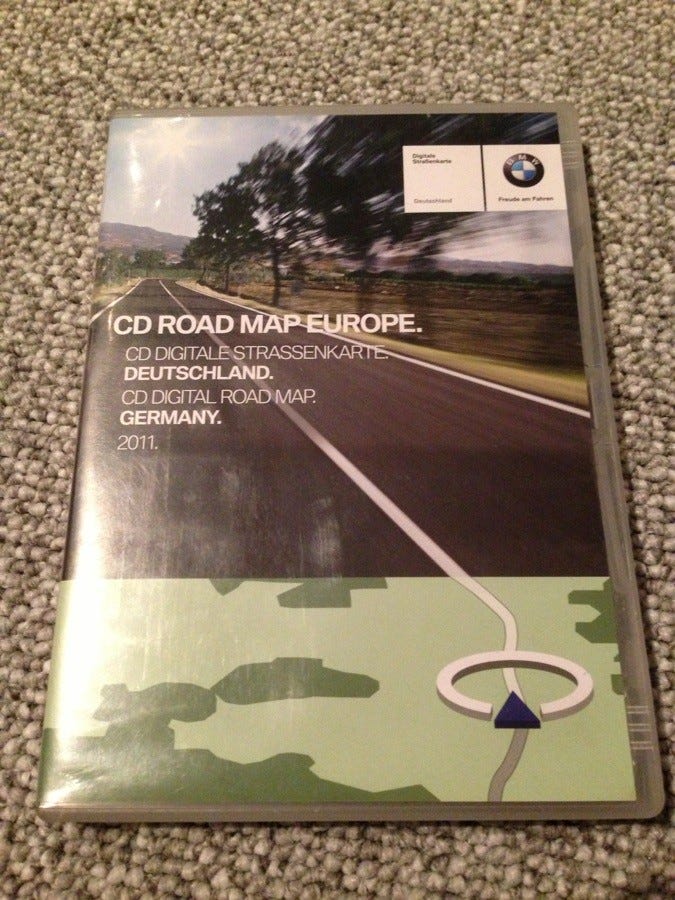 Digitale
Straßenkarte
Deutschland
BMW
Freude am Fahren
CD ROAD MAP EUROPE.
CD DIGITALE STRASSENKARTE.
DEUTSCHLAND.
CD DIGITAL ROAD MAP.
GERMANY.
2011.